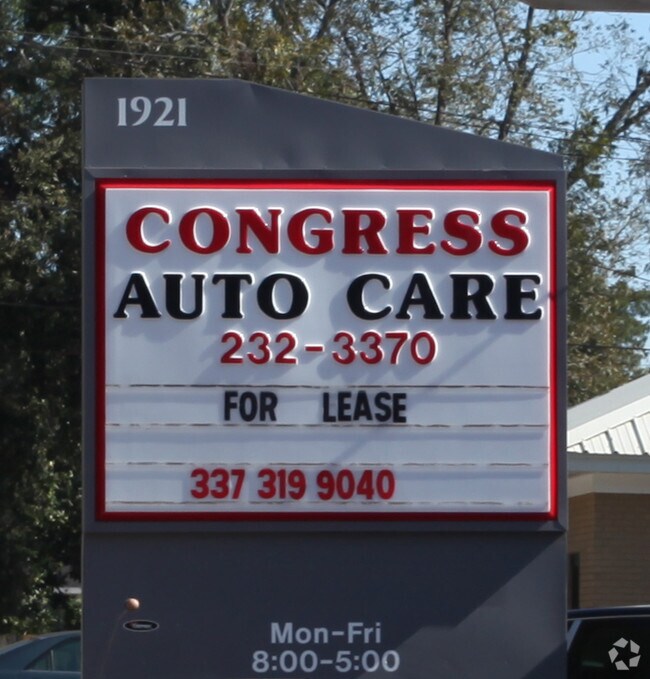 1921
CONGRESS
AUTO CARE
232-3370
FOR LEASE
337 319 9040
Mon-Fri
8:00-5:00